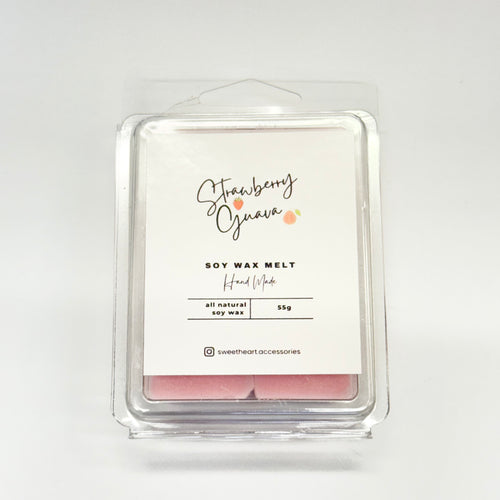 Strawberry
Guava
SOY WAX MELT
Hand Made
all natural 55g
soy wax
sweetheart.accessories